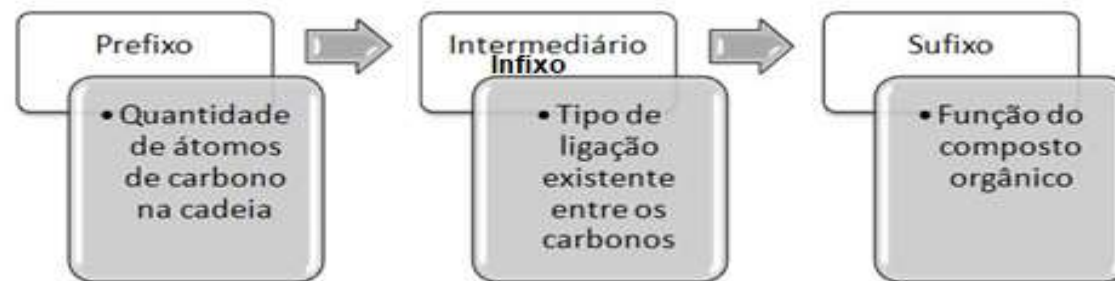 Prefixo
• Quantidade
de átomos
de carbono
na cadeia
Intermediário
Infixo
• Tipo de
ligação
existente
entre os
carbonos
Sufixo
• Função do
composto
orgânico